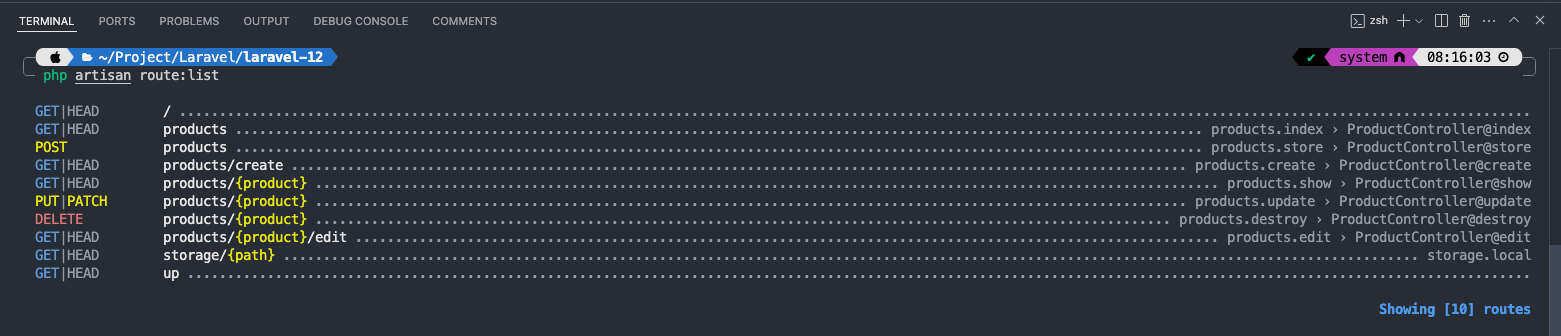 TERMINAL PORTS PROBLEMS OUTPUT DEBUG CONSOLE COMMENTS zsh
~/Project/Laravel/laravel-12 ✔ system 08:16:03
php artisan route:list
GET|HEAD / ........................................................................................................................................................................
GET|HEAD products ......................................................................................................................... products.index › ProductController@index
POST products ......................................................................................................................... products.store › ProductController@store
GET|HEAD products/create ................................................................................................................ products.create › ProductController@create
GET|HEAD products/{product} ................................................................................................................. products.show › ProductController@show
PUT|PATCH products/{product} ............................................................................................................. products.update › ProductController@update
DELETE products/{product} ........................................................................................................... products.destroy › ProductController@destroy
GET|HEAD products/{product}/edit ............................................................................................................ products.edit › ProductController@edit
GET|HEAD storage/{path} .............................................................................................................................................. storage.local
GET|HEAD up .......................................................................................................................................................................
Showing [10] routes